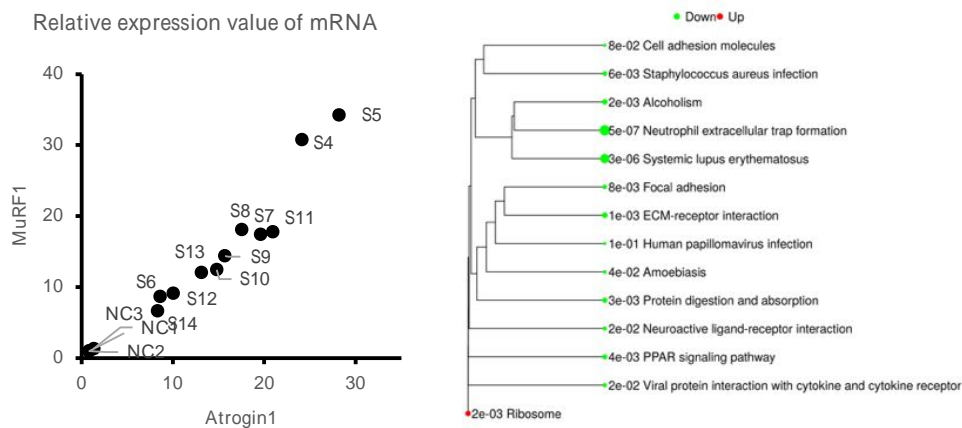 Relative expression value of mRNA
40
30
20
10
0
MuRF1
S5
S4
S8
S7
S11
S13
S9
S10
S6
S12
S14
NC3
NC1
NC2
0
10
20
30
Atrogin1
Down Up
8e-02 Cell adhesion molecules
6e-03 Staphylococcus aureus infection
2e-03 Alcoholism
5e-07 Neutrophil extracellular trap formation
3e-06 Systemic lupus erythematosus
8e-03 Focal adhesion
1e-03 ECM-receptor interaction
1e-01 Human papillomavirus infection
4e-02 Amoebiasis
3e-03 Protein digestion and absorption
2e-02 Neuroactive ligand-receptor interaction
4e-03 PPAR signaling pathway
2e-02 Viral protein interaction with cytokine and cytokine receptor
2e-03 Ribosome